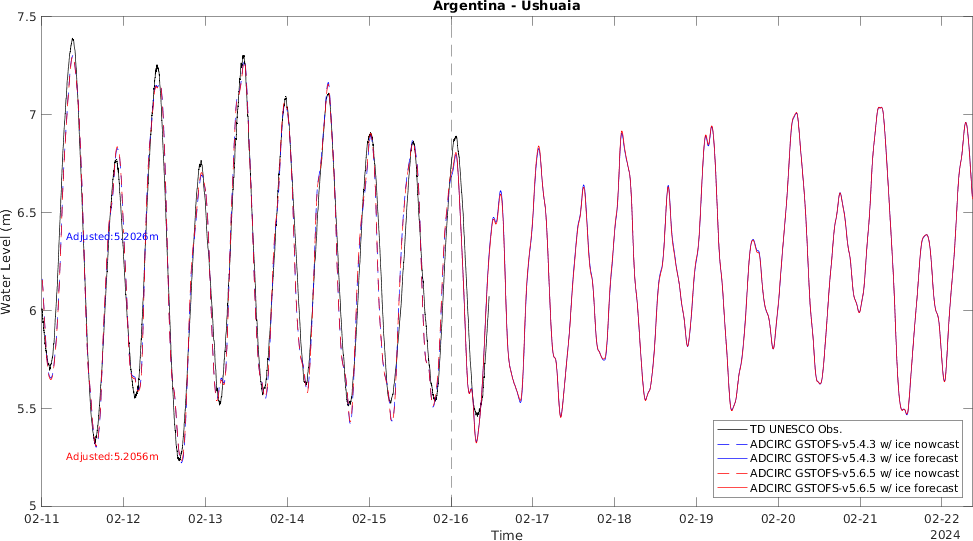 Argentina - Ushuaia
7.5
7
6.5
6
5.5
5
Water Level (m)
Adjusted:5.2026m
Adjusted:5.2056m
TD UNESCO Obs.
ADCIRC GSTOFS-v5.4.3 w/ ice nowcast
ADCIRC GSTOFS-v5.4.3 w/ ice forecast
ADCIRC GSTOFS-v5.6.5 w/ ice nowcast
ADCIRC GSTOFS-v5.6.5 w/ ice forecast
02-11 02-12 02-13 02-14 02-15 02-16 02-17 02-18 02-19 02-20 02-21 02-22
Time
2024